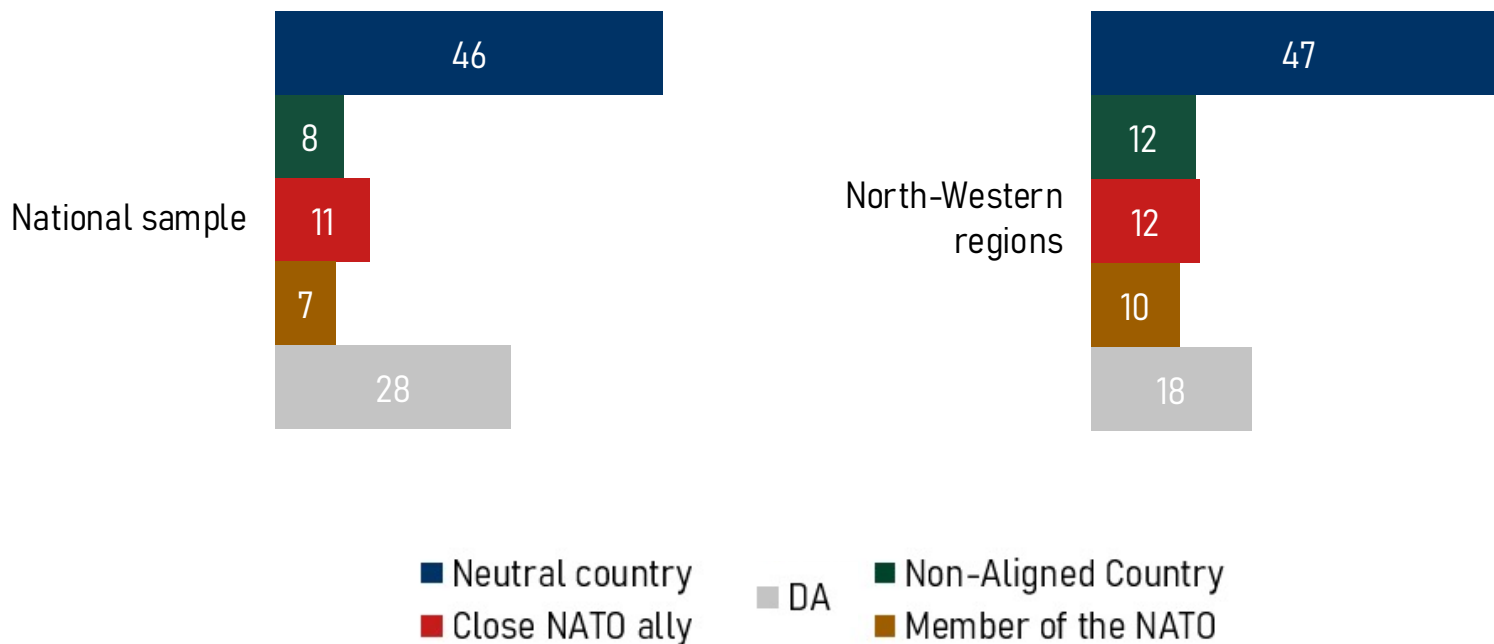 46
8
National sample
11
7
28
47
12
North-Western
regions
12
10
18
Neutral country
Non-Aligned Country
DA
Close NATO ally
Member of the NATO